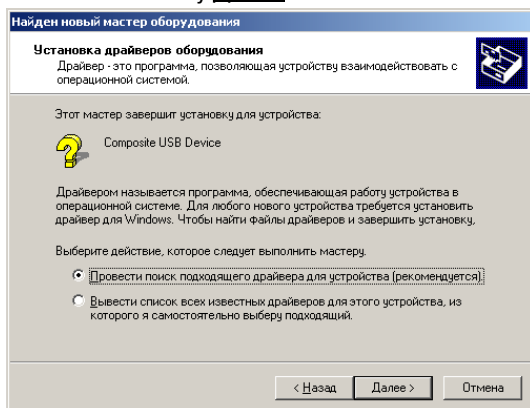 Найден новый мастер оборудования
Установка драйверов оборудования
Драйвер - это программа, позволяющая устройству взаимодействовать с
операционной системой.
Этот мастер завершит установку для устройства:
Composite USB Device
Драйвером называется программа, обеспечивающая работу устройства в
операционной системе. Для любого нового устройства требуется установить
драйвер для Windows. Чтобы найти файлы драйверов и завершить установку,
Выберите действие, которое следует выполнить мастеру.
Провести поиск подходящего драйвера для устройства (рекомендуется)
Вывести список всех известных драйверов для этого устройства, из
которого я самостоятельно выберу подходящий.
< Назад Далее > Отмена